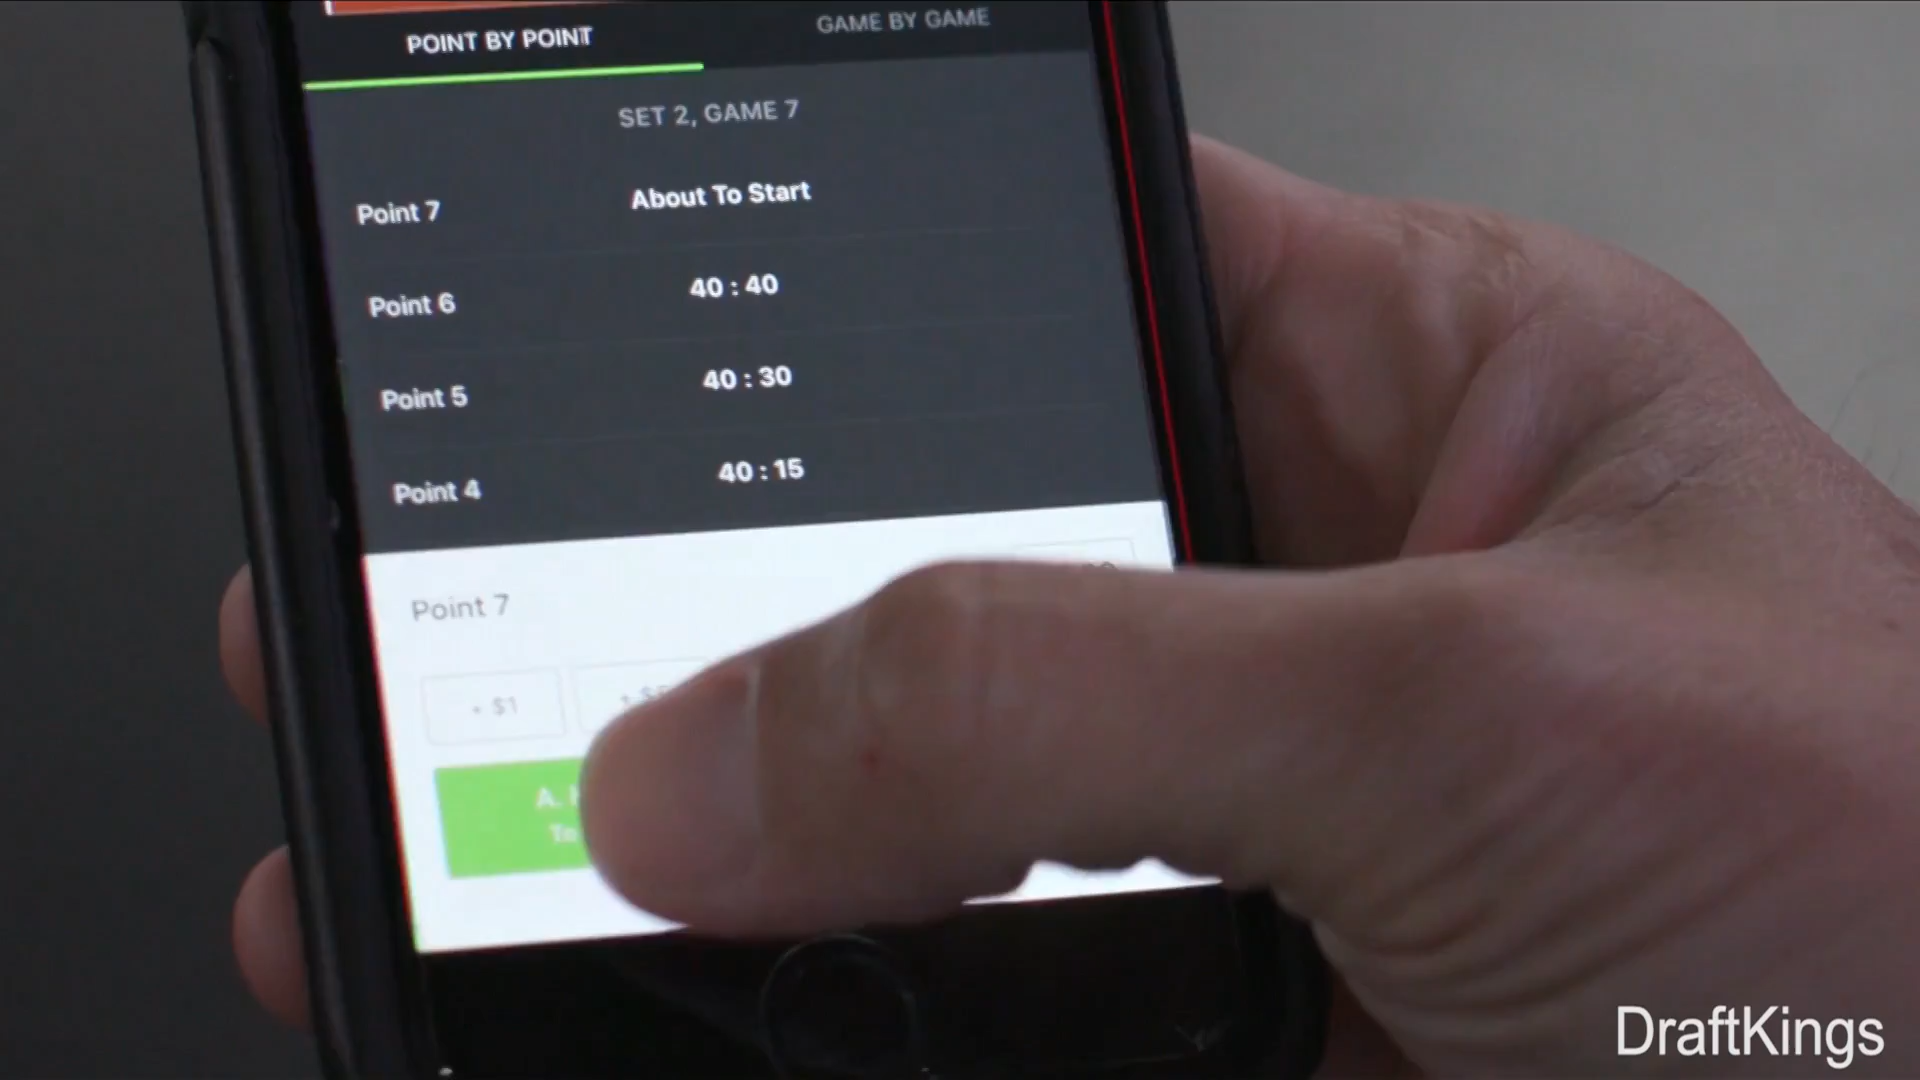 POINT BY POINT
GAME BY GAME
SET 2, GAME 7
Point 7 About To Start
Point 6 40 : 40
Point 5 40 : 30
Point 4 40 : 15
Point 7
+ $1
A.
DraftKings